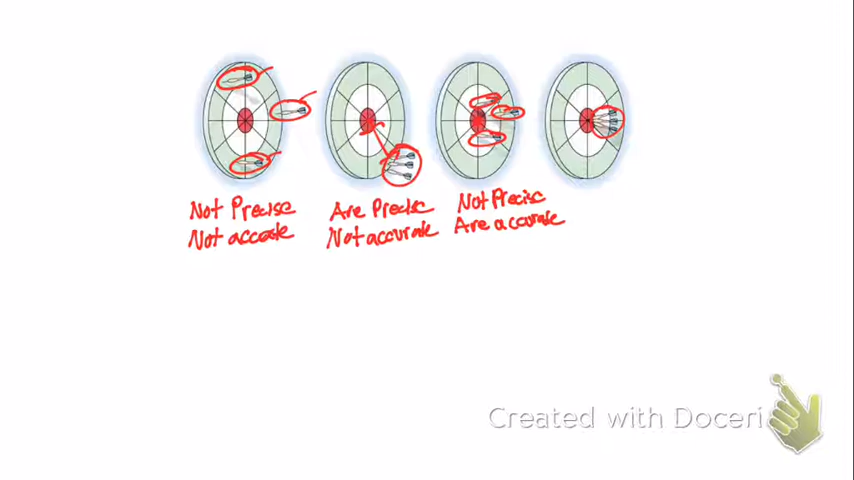 Not Precise
Not accurate
Are Precise
Not accurate
Not Precise
Are accurate
Created with Doceri